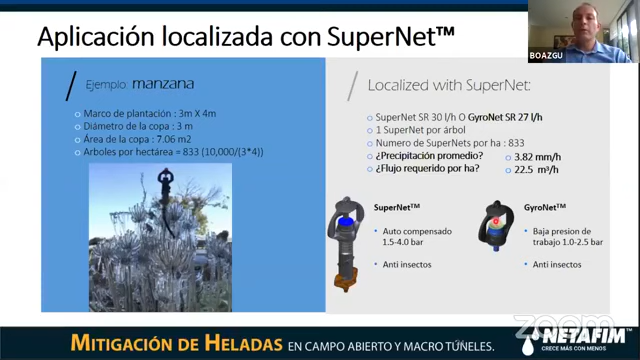 Aplicación localizada con SuperNet™
BOAZGU
Ejemplo: manzana
Marco de plantación : 3m X 4m
Diámetro de la copa : 3 m
Área de la copa : 7.06 m2
Arboles por hectárea = 833 (10,000/(3*4))
Localized with SuperNet:
SuperNet SR 30 l/h O GyroNet SR 27 l/h
1 SuperNet por árbol
Numero de SuperNets por ha : 833
¿Precipitación promedio? 3.82 mm/h
¿Flujo requerido por ha? 22.5 m³/h
SuperNet™
Auto compensado
1.5-4.0 bar
Anti insectos
GyroNet™
Baja presion de
trabajo 1.0-2.5 bar
Anti insectos
zoom
MITIGACIÓN DE HELADAS EN CAMPO ABIERTO Y MACRO TÚNELES.
NETAFIM™
CRECE MÁS CON MENOS